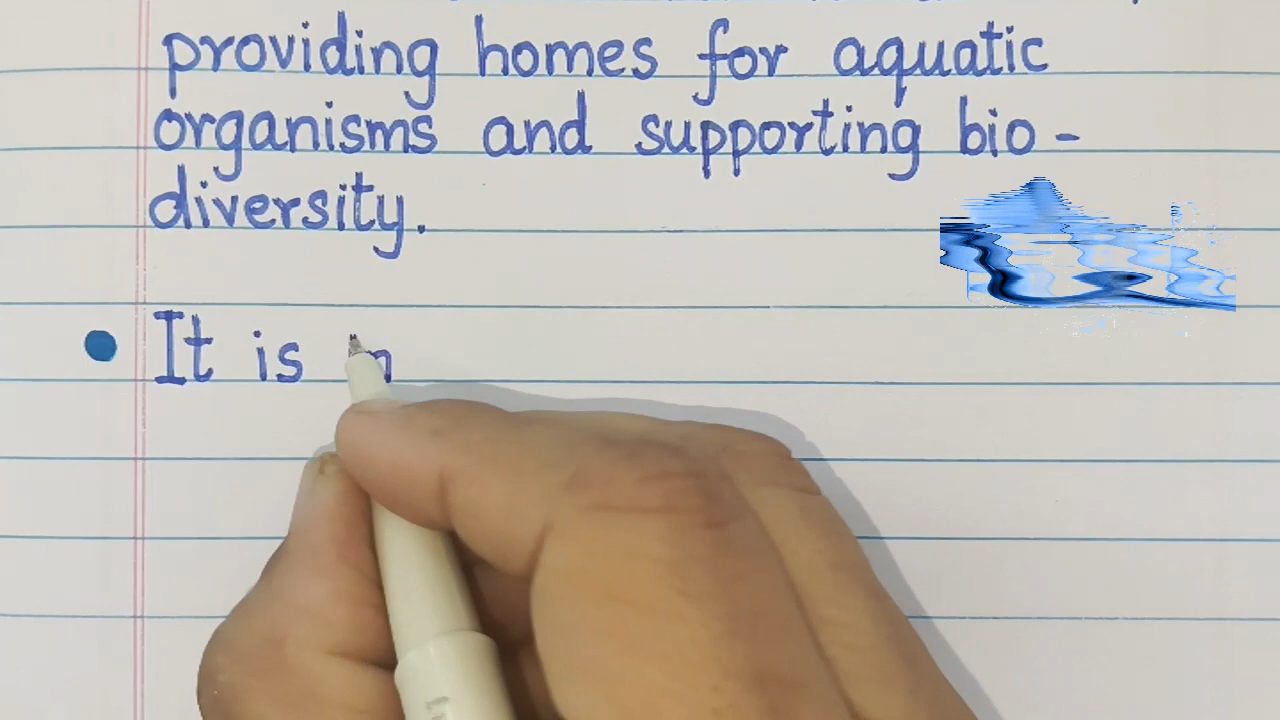 providing homes for aquatic
organisms and supporting bio-
diversity.
It is